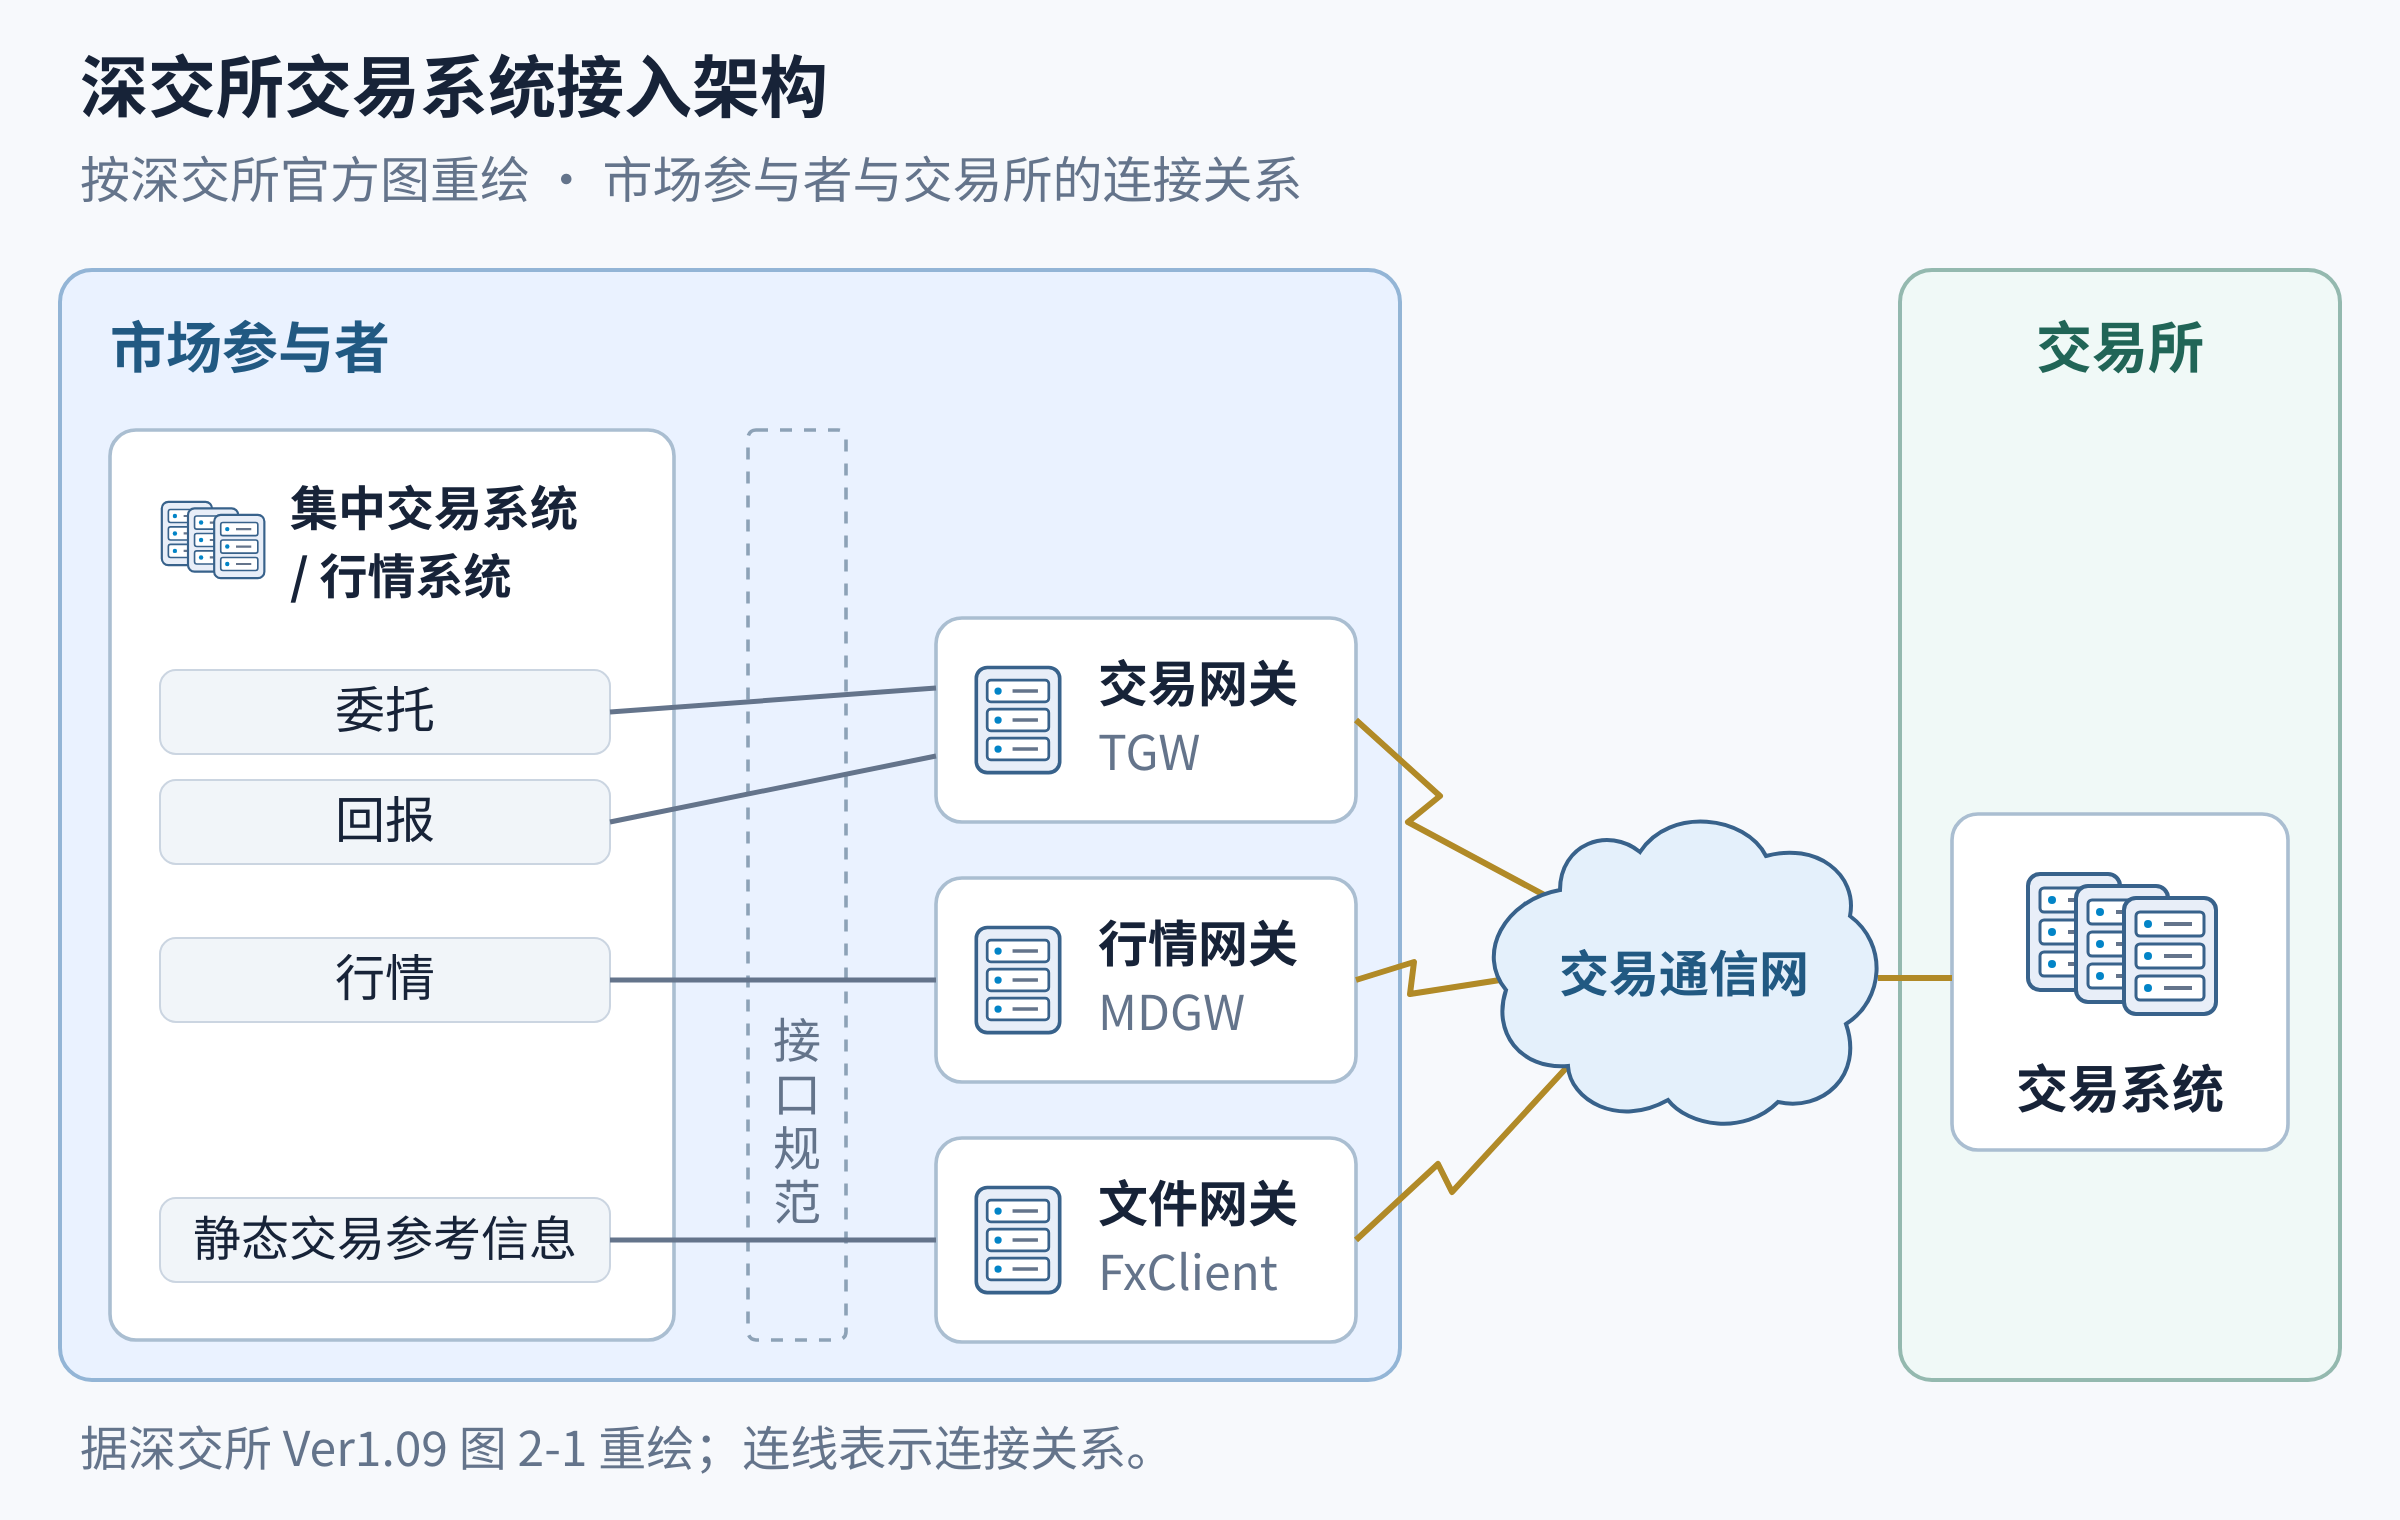 深交所交易系统接入架构
按深交所官方图重绘 · 市场参与者与交易所的连接关系
市场参与者
交易所
集中交易系统
/ 行情系统
委托
回报
行情
静态交易参考信息
接口规范
交易网关
TGW
行情网关
MDGW
文件网关
FxClient
交易通信网
交易系统
据深交所 Ver1.09 图 2-1 重绘；连线表示连接关系。